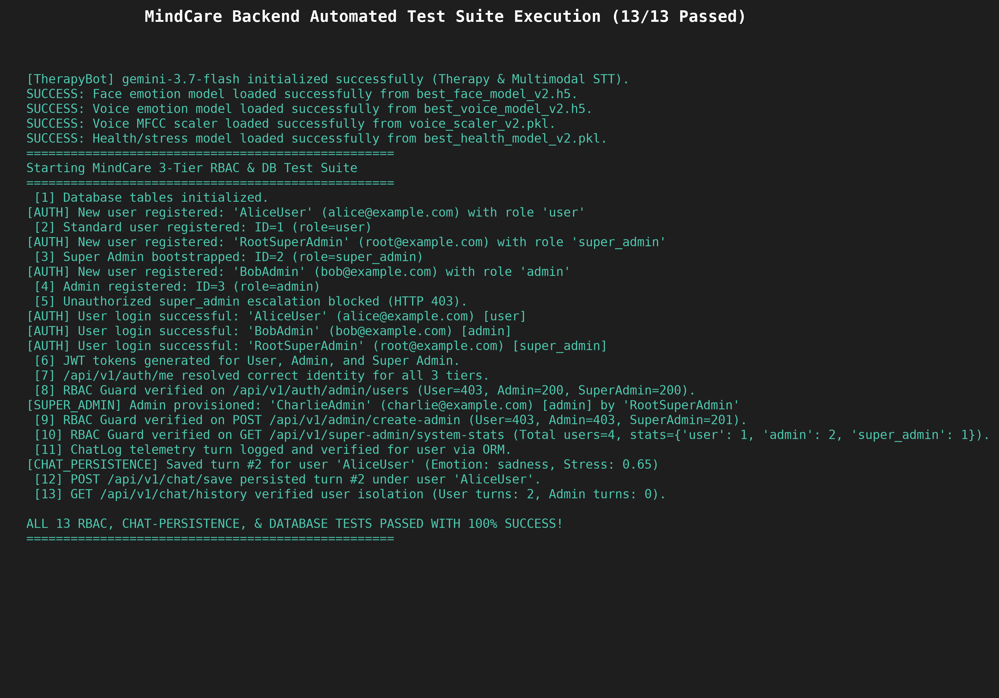 MindCare Backend Automated Test Suite Execution (13/13 Passed)
[TherapyBot] gemini-3.7-flash initialized successfully (Therapy & Multimodal STT).
SUCCESS: Face emotion model loaded successfully from best_face_model_v2.h5.
SUCCESS: Voice emotion model loaded successfully from best_voice_model_v2.h5.
SUCCESS: Voice MFCC scaler loaded successfully from voice_scaler_v2.pkl.
SUCCESS: Health/stress model loaded successfully from best_health_model_v2.pkl.
==================================================
Starting MindCare 3-Tier RBAC & DB Test Suite
==================================================
[1] Database tables initialized.
[AUTH] New user registered: 'AliceUser' (alice@example.com) with role 'user'
[2] Standard user registered: ID=1 (role=user)
[AUTH] New user registered: 'RootSuperAdmin' (root@example.com) with role 'super_admin'
[3] Super Admin bootstrapped: ID=2 (role=super_admin)
[AUTH] New user registered: 'BobAdmin' (bob@example.com) with role 'admin'
[4] Admin registered: ID=3 (role=admin)
[5] Unauthorized super_admin escalation blocked (HTTP 403).
[AUTH] User login successful: 'AliceUser' (alice@example.com) [user]
[AUTH] User login successful: 'BobAdmin' (bob@example.com) [admin]
[AUTH] User login successful: 'RootSuperAdmin' (root@example.com) [super_admin]
[6] JWT tokens generated for User, Admin, and Super Admin.
[7] /api/v1/auth/me resolved correct identity for all 3 tiers.
[8] RBAC Guard verified on /api/v1/auth/admin/users (User=403, Admin=200, SuperAdmin=200).
[SUPER_ADMIN] Admin provisioned: 'CharlieAdmin' (charlie@example.com) [admin] by 'RootSuperAdmin'
[9] RBAC Guard verified on POST /api/v1/admin/create-admin (User=403, Admin=403, SuperAdmin=201).
[10] RBAC Guard verified on GET /api/v1/super-admin/system-stats (Total users=4, stats={'user': 1, 'admin': 2, 'super_admin': 1}).
[11] ChatLog telemetry turn logged and verified for user via ORM.
[CHAT_PERSISTENCE] Saved turn #2 for user 'AliceUser' (Emotion: sadness, Stress: 0.65)
[12] POST /api/v1/chat/save persisted turn #2 under user 'AliceUser'.
[13] GET /api/v1/chat/history verified user isolation (User turns: 2, Admin turns: 0).
ALL 13 RBAC, CHAT-PERSISTENCE, & DATABASE TESTS PASSED WITH 100% SUCCESS!
==================================================